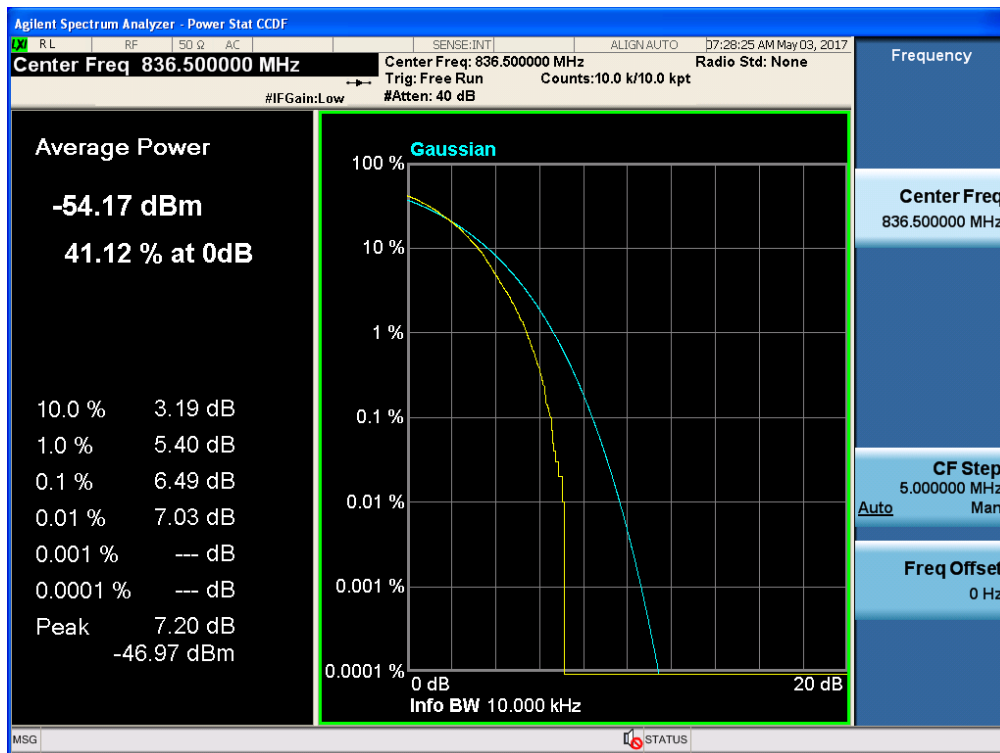 Agilent Spectrum Analyzer - Power Stat CCDF
LXI RL RF 50 Ω AC SENSE:INT ALIGN AUTO 07:28:25 AM May 03, 2017
Center Freq 836.500000 MHz
Center Freq: 836.500000 MHz Radio Std: None
Trig: Free Run Counts:10.0 k/10.0 kpt
#IFGain:Low #Atten: 40 dB
Frequency
Average Power
-54.17 dBm
41.12 % at 0dB
10.0 % 3.19 dB
1.0 % 5.40 dB
0.1 % 6.49 dB
0.01 % 7.03 dB
0.001 % --- dB
0.0001 % --- dB
Peak 7.20 dB
-46.97 dBm
Gaussian
100 %
10 %
1 %
0.1 %
0.01 %
0.001 %
0.0001 %
0 dB 20 dB
Info BW 10.000 kHz
Center Freq
836.500000 MHz
CF Step
5.000000 MHz
Auto Man
Freq Offset
0 Hz
MSG STATUS